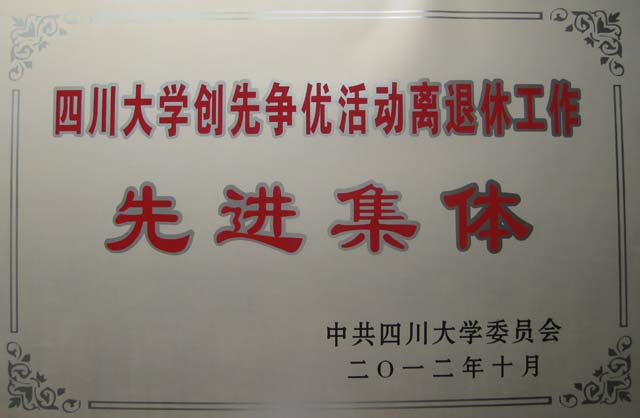 四川大学创先争优活动离退休工作
先进集体
中共四川大学委员会
二〇一二年十月